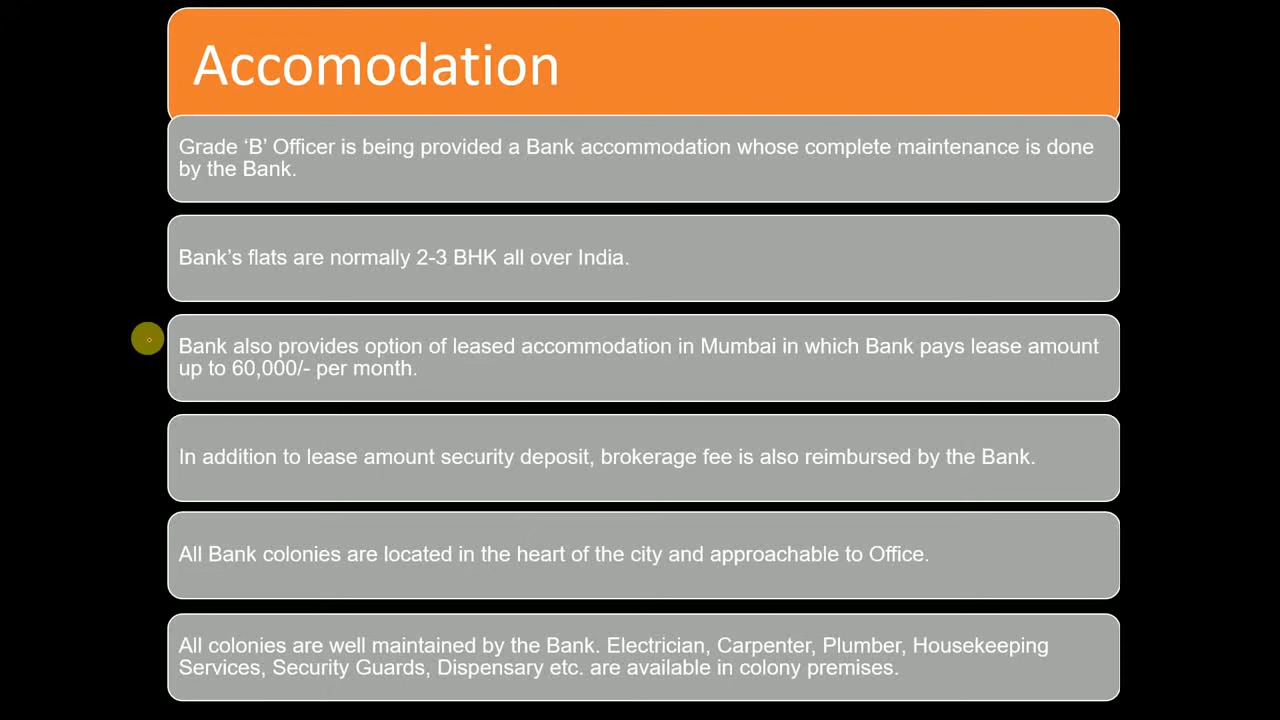 Accomodation
Grade ‘B’ Officer is being provided a Bank accommodation whose complete maintenance is done
by the Bank.
Bank’s flats are normally 2-3 BHK all over India.
Bank also provides option of leased accommodation in Mumbai in which Bank pays lease amount
up to 60,000/- per month.
In addition to lease amount security deposit, brokerage fee is also reimbursed by the Bank.
All Bank colonies are located in the heart of the city and approachable to Office.
All colonies are well maintained by the Bank. Electrician, Carpenter, Plumber, Housekeeping
Services, Security Guards, Dispensary etc. are available in colony premises.